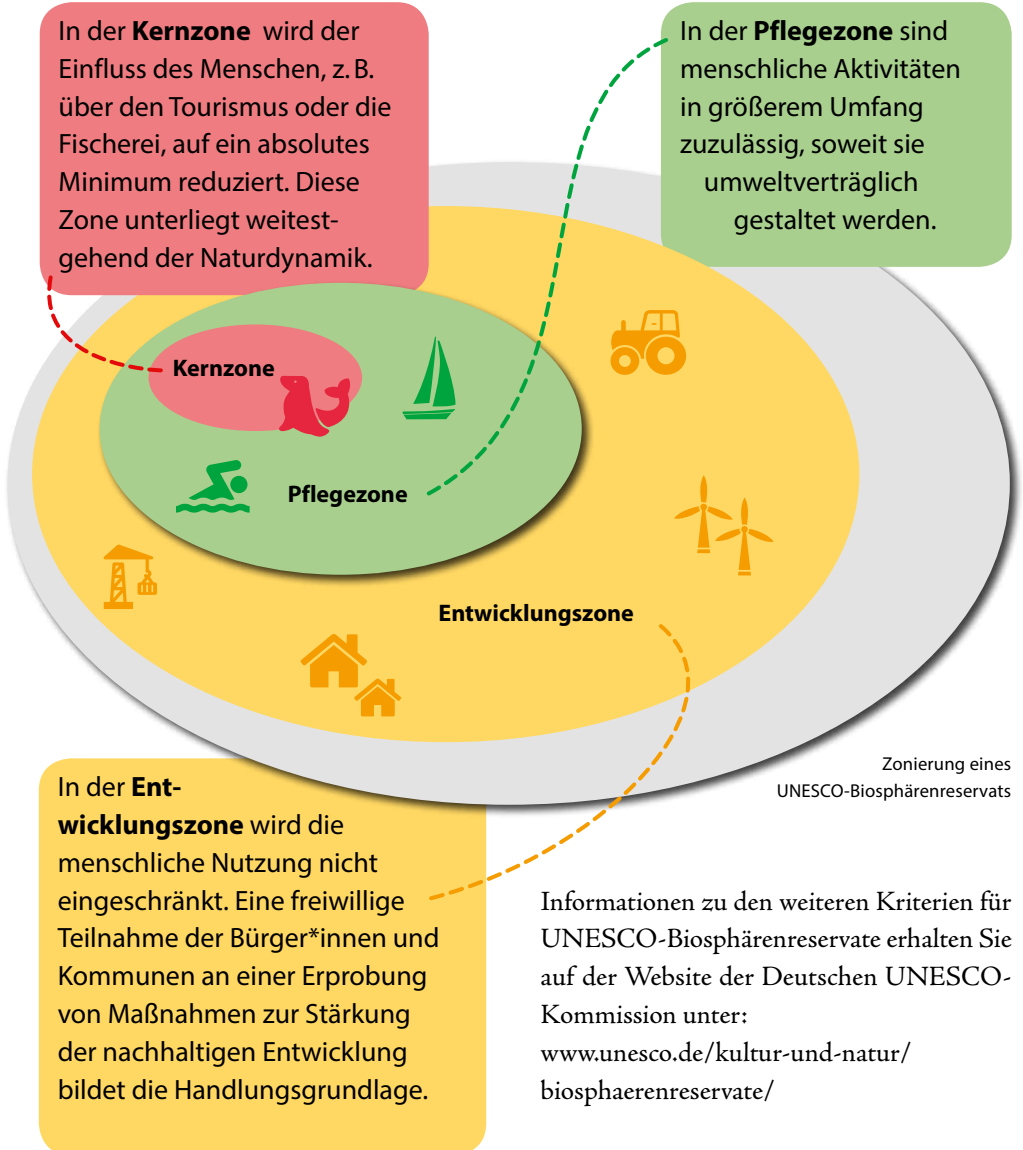 In der Kernzone wird der
Einfluss des Menschen, z. B.
über den Tourismus oder die
Fischerei, auf ein absolutes
Minimum reduziert. Diese
Zone unterliegt weitest-
gehend der Naturdynamik.
In der Pflegezone sind
menschliche Aktivitäten
in größerem Umfang
zuzulässig, soweit sie
umweltverträglich
gestaltet werden.
Kernzone
Pflegezone
Entwicklungszone
Zonierung eines
UNESCO-Biosphärenreservats
In der Ent-
wicklungszone wird die
menschliche Nutzung nicht
eingeschränkt. Eine freiwillige
Teilnahme der Bürger*innen und
Kommunen an einer Erprobung
von Maßnahmen zur Stärkung
der nachhaltigen Entwicklung
bildet die Handlungsgrundlage.
Informationen zu den weiteren Kriterien für
UNESCO-Biosphärenreservate erhalten Sie
auf der Website der Deutschen UNESCO-
Kommission unter:
www.unesco.de/kultur-und-natur/
biosphaerenreservate/